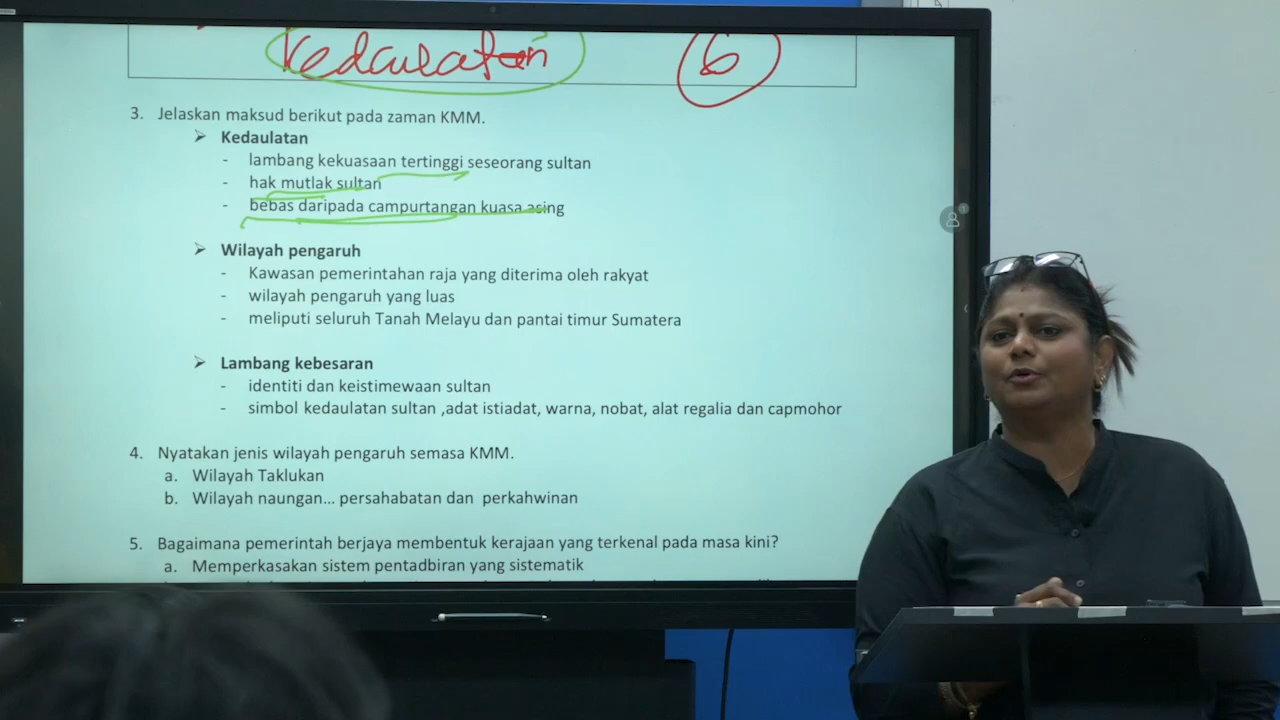 Kedaulatan 6
3. Jelaskan maksud berikut pada zaman KMM.
➢ Kedaulatan
- lambang kekuasaan tertinggi seseorang sultan
- hak mutlak sultan
- bebas daripada campurtangan kuasa asing
➢ Wilayah pengaruh
- Kawasan pemerintahan raja yang diterima oleh rakyat
- wilayah pengaruh yang luas
- meliputi seluruh Tanah Melayu dan pantai timur Sumatera
➢ Lambang kebesaran
- identiti dan keistimewaan sultan
- simbol kedaulatan sultan ,adat istiadat, warna, nobat, alat regalia dan capmohor
4. Nyatakan jenis wilayah pengaruh semasa KMM.
a. Wilayah Taklukan
b. Wilayah naungan... persahabatan dan perkahwinan
5. Bagaimana pemerintah berjaya membentuk kerajaan yang terkenal pada masa kini?
a. Memperkasakan sistem pentadbiran yang sistematik